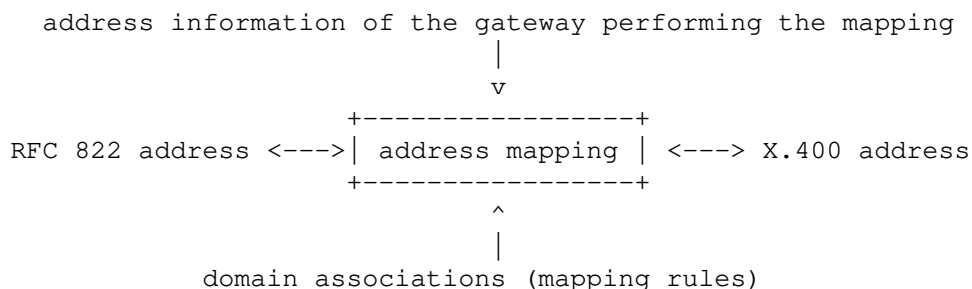 address information of the gateway performing the mapping
|
v
+-----------------+
RFC 822 address <--->| address mapping | <---> X.400 address
+-----------------+
^
|
domain associations (mapping rules)